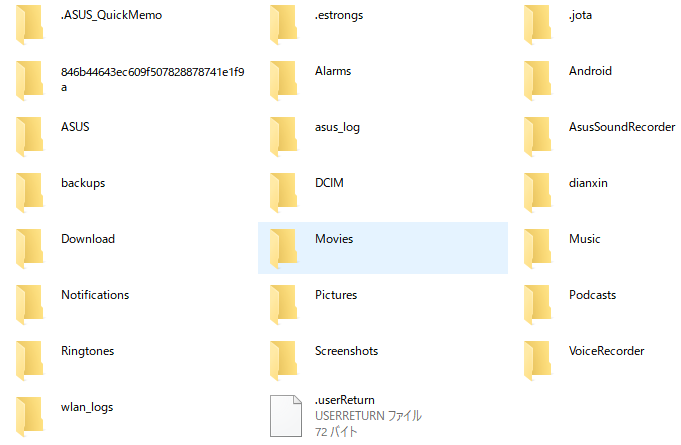 .ASUS_QuickMemo
.estrongs
.jota
846b44643ec609f507828878741e1f9
a
Alarms
Android
ASUS
asus_log
AsusSoundRecorder
backups
DCIM
dianxin
Download
Movies
Music
Notifications
Pictures
Podcasts
Ringtones
Screenshots
VoiceRecorder
wlan_logs
.userReturn
USERRETURN ファイル
72 バイト